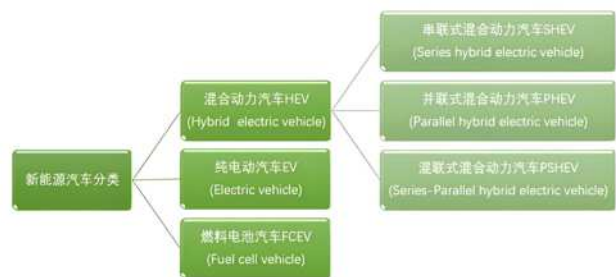 新能源汽车分类
混合动力汽车HEV
(Hybrid electric vehicle)
纯电动汽车EV
(Electric vehicle)
燃料电池汽车FCEV
(Fuel cell vehicle)
串联式混合动力汽车SHEV
(Series hybrid electric vehicle)
并联式混合动力汽车PHEV
(Parallel hybrid electric vehicle)
混联式混合动力汽车PSHEV
(Series-Parallel hybrid electric vehicle)